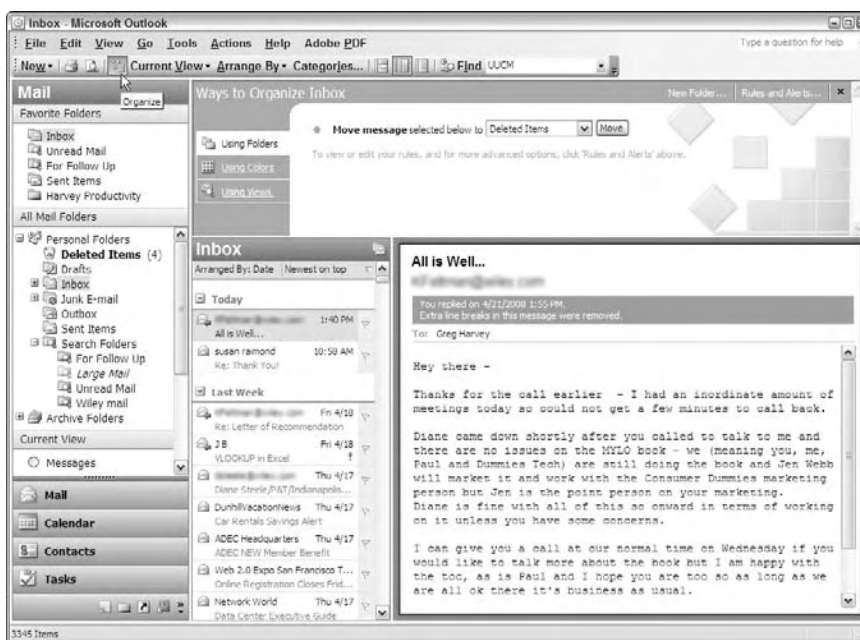 Inbox - Microsoft Outlook
File Edit View Go Tools Actions Help Adobe PDF
Type a question for help
New Current View Arrange By Categories... Find UUCM
Organize
Mail
Favorite Folders
Inbox
Unread Mail
For Follow Up
Sent Items
Harvey Productivity
All Mail Folders
Personal Folders
Deleted Items (4)
Drafts
Inbox
Junk E-mail
Outbox
Sent Items
Search Folders
For Follow Up
Large Mail
Unread Mail
Wiley mail
Archive Folders
Current View
Messages
Mail
Calendar
Contacts
Tasks
3345 Items
Ways to Organize Inbox
New Folder... Rules and Alerts...
Using Folders
Using Colors
Using Views
Move message selected below to Deleted Items Move
To view or edit your rules, and for more advanced options, click 'Rules and Alerts' above.
Inbox
Arranged By: Date Newest on top
Today
1:40 PM
All is Well...
susan raimond 10:58 AM
Re: Thank You!
Last Week
Fri 4/18
Re: Letter of Recommendation
J B Fri 4/18
VLOOKUP in Excel
Thu 4/17
Diane Steele/P&T/Indianapolis...
DunhillVacationNews Thu 4/17
Car Rentals Savings Alert
ADEC Headquarters Thu 4/17
ADEC NEW Member Benefit
Web 2.0 Expo San Francisco T... Thu 4/17
Online Registration Closes Frid...
Network World Thu 4/17
Data Center Executive Guide
All is Well...
You replied on 4/21/2008 1:55 PM.
Extra line breaks in this message were removed.
To: Greg Harvey
Hey there -
Thanks for the call earlier - I had an inordinate amount of
meetings today so could not get a few minutes to call back.
Diane came down shortly after you called to talk to me and
there are no issues on the MYLO book - we (meaning you, me,
Paul and Dummies Tech) are still doing the book and Jen Webb
will market it and work with the Consumer Dummies marketing
person but Jen is the point person on your marketing.
Diane is fine with all of this so onward in terms of working
on it unless you have some concerns.
I can give you a call at our normal time on Wednesday if you
would like to talk more about the book but I am happy with
the toc, as is Paul and I hope you are too so as long as we
are all ok there it's business as usual.